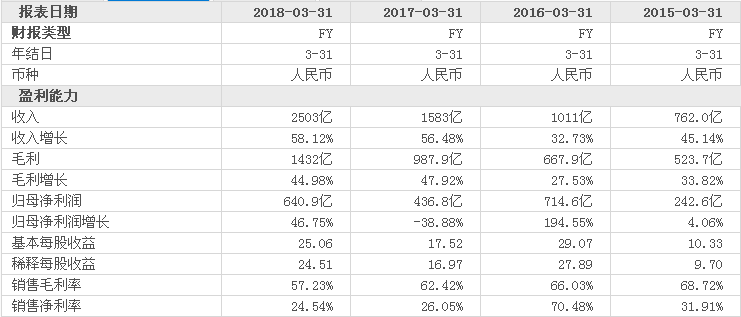 报表日期 2018-03-31 2017-03-31 2016-03-31 2015-03-31
财报类型 FY FY FY FY
年结日 3-31 3-31 3-31 3-31
币种 人民币 人民币 人民币 人民币
盈利能力
收入 2503亿 1583亿 1011亿 762.0亿
收入增长 58.12% 56.48% 32.73% 45.14%
毛利 1432亿 987.9亿 667.9亿 523.7亿
毛利增长 44.98% 47.92% 27.53% 33.82%
归母净利润 640.9亿 436.8亿 714.6亿 242.6亿
归母净利润增长 46.75% -38.88% 194.55% 4.06%
基本每股收益 25.06 17.52 29.07 10.33
稀释每股收益 24.51 16.97 27.89 9.70
销售毛利率 57.23% 62.42% 66.03% 68.72%
销售净利率 24.54% 26.05% 70.48% 31.91%